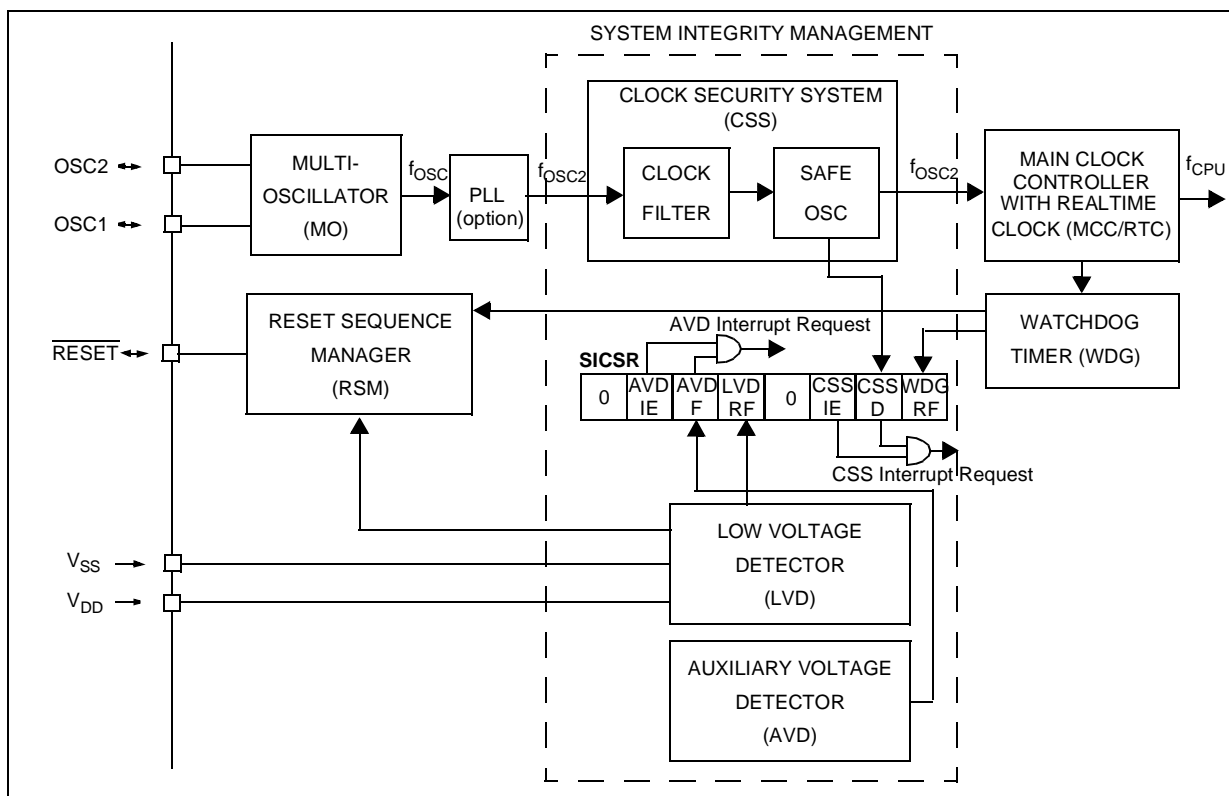 SYSTEM INTEGRITY MANAGEMENT
CLOCK SECURITY SYSTEM
(CSS)
OSC2
OSC1
MULTI-
OSCILLATOR
(MO)
fOSC
PLL
(option)
fOSC2
CLOCK
FILTER
SAFE
OSC
fOSC2
MAIN CLOCK
CONTROLLER
WITH REALTIME
CLOCK (MCC/RTC)
fCPU
RESET
RESET SEQUENCE
MANAGER
(RSM)
AVD Interrupt Request
WATCHDOG
TIMER (WDG)
SICSR
0
AVD
IE
AVD
F
LVD
RF
0
CSS
IE
CSS
D
WDG
RF
CSS Interrupt Request
VSS
VDD
LOW VOLTAGE
DETECTOR
(LVD)
AUXILIARY VOLTAGE
DETECTOR
(AVD)